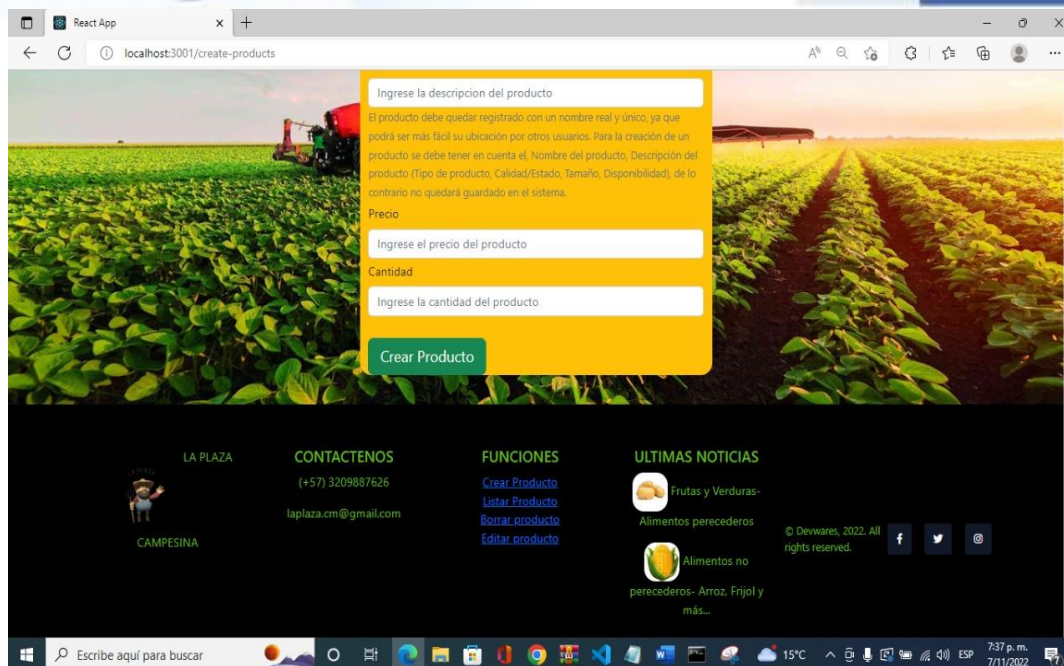 React App
localhost:3001/create-products
Ingrese la descripcion del producto
El producto debe quedar registrado con un nombre real y único, ya que
podrá ser más fácil su ubicación por otros usuarios. Para la creación de un
producto se debe tener en cuenta el, Nombre del producto, Descripción del
producto (Tipo de producto, Calidad/Estado, Tamaño, Disponibilidad), de lo
contrario no quedará guardado en el sistema.
Precio
Ingrese el precio del producto
Cantidad
Ingrese la cantidad del producto
Crear Producto
LA PLAZA
LA PLAZA
CAMPESINA
CONTACTENOS
(+57) 3209887626
laplaza.cm@gmail.com
FUNCIONES
Crear Producto
Listar Producto
Borrar producto
Editar producto
ULTIMAS NOTICIAS
Frutas y Verduras-
Alimentos perecederos
Alimentos no
perecederos- Arroz, Frijol y
más...
© Devwares, 2022. All
rights reserved.
Escribe aquí para buscar
15°C
ESP
7:37 p. m.
7/11/2022